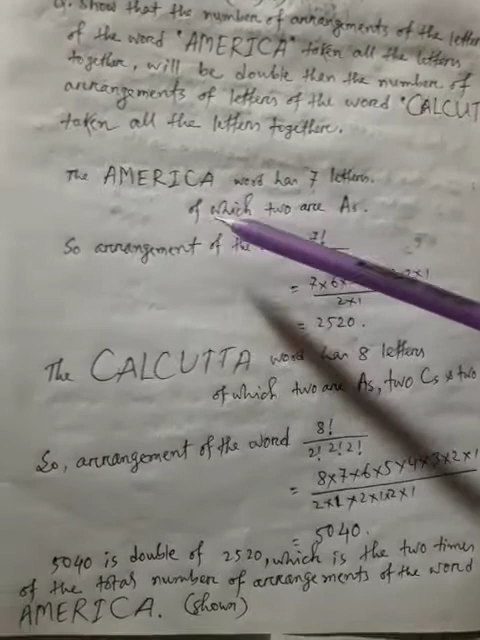 Q. Show that the number of arrangements of the letter
of the word "AMERICA" taken all the letters
together, will be double then the number of
arrangements of letters of the word "CALCUT
taken all the letters together.
The AMERICA word has 7 letters.
of which two are As.
So arrangement of the 7!
= 7×6× 2×1
2×1
= 2520.
The CALCUTTA word has 8 letters
of which two are As, two Cs & two
So, arrangement of the word 8!
2! 2! 2!
= 8×7×6×5×4×3×2×1
2×1×2×1×2×1
= 5040.
5040 is double of 2520, which is the two times
of the total number of arrangements of the word
AMERICA. (shown)